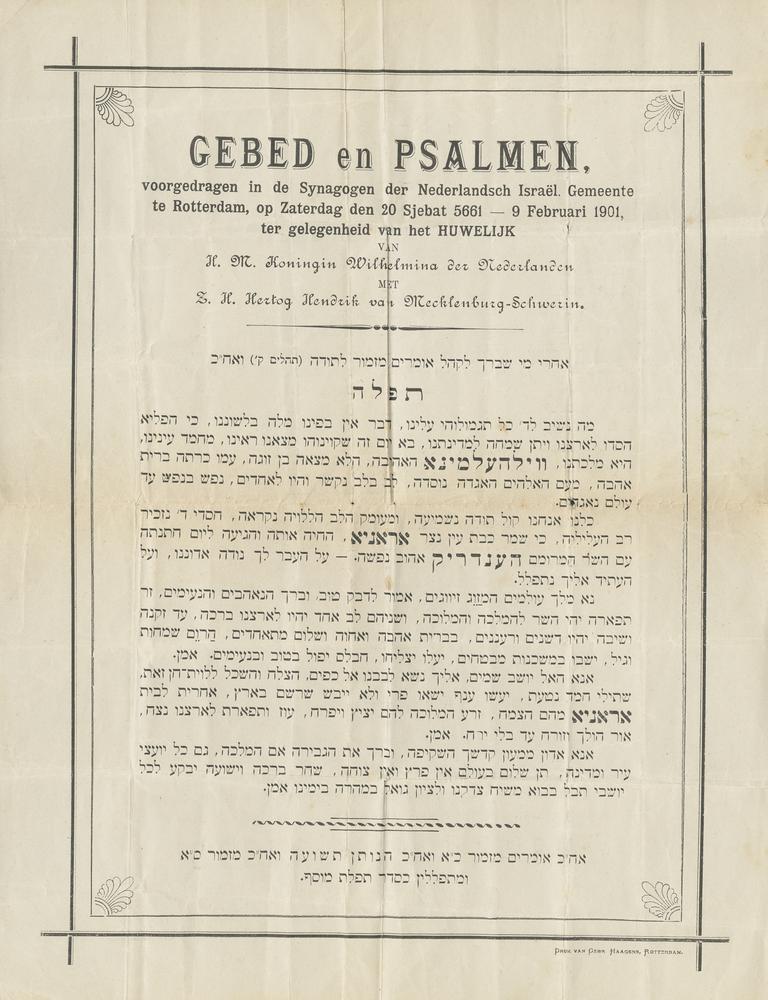 GEBED en PSALMEN,
voorgedragen in de Synagogen der Nederlandsch Israël. Gemeente
te Rotterdam, op Zaterdag den 20 Sjebat 5661 — 9 Februari 1901,
ter gelegenheid van het HUWELIJK
VAN
H. M. Koningin Wilhelmina der Nederlanden
MET
Z. H. Hertog Hendrik van Mecklenburg-Schwerin.
אחרי מי שברך לקהל אומרים מזמור לתודה (תהלים ק׳) ואח״כ
תפלה
מה נשיב לד׳ כל תגמולוהי עלינו, דבר אין בפינו מלה בלשוננו, כי הפליא
חסדו לארצנו ויתן שמחה למדינתנו, בא יום זה שקוינוהו מצאנו ראינו, מחמד עינינו,
היא מלכתנו, ווילהעלמינא האהובה, הלא מצאה בן זוגה, עמו כרתה ברית
אהבה, מעם האלהים האגדה נוסדה, לב בלב נקשר והיו לאחדים, נפש בנפש עד
עולם נאגדים.
כלנו אנחנו קול תודה נשמיעה, ומעומק הלב הללויה נקראה, חסדי ד׳ נזכיר
רב העליליה, כי שמר כבת עין נצר אראניא, החיה אותה והגיעה ליום חתנתה
עם השר המרומם הענדריק אהוב נפשה. — על העבר לך נודה אדוננו, ועל
העתיד אליך נתפלל.
נא מלך עולמים המזוג זיווגים, אמור לדבק טוב, וברך הנאהבים והנעימים, זר
תפארה יהי השר להמלכה והמלוכה, ושניהם לב אחד יהיו לארצנו ברכה, עד זקנה
ושיבה יהיו דשנים ורעננים, בברית אהבה ואחוה ושלום מתאחדים, הרום שמחות
וגיל, ישבו במשכנות מבטחים, יעלו יצליחו, חבלם יפול בטוב ובנעימים. אמן.
אנא האל יושב שמים, אליך נשא לבבנו אל כפים, הצלח והשכל ללוית־חן זאת,
שתילי חמד נטעת, יעשו ענף ישאו פרי ולא ייבש שרשם בארץ, אחרית לבית
אראניא מהם הצמח, זרע המלוכה להם יציץ ויפרח, עוז ותפארת לארצנו נצח,
אור הולך וזורח עד בלי ירח. אמן.
אנא אדון ממעון קדשך השקיפה, וברך את הגבירה אם המלכה, גם כל יועצי
עיר ומדינה, תן שלום בעולם אין פרץ ואין צוחה, שחר ברכה וישועה יבקע לכל
יושבי תבל בבוא משיח צדקנו ולציון גואל במהרה בימינו אמן.
אח״כ אומרים מזמור כ״א ואח״כ הנותן תשועה ואח״כ מזמור ס״א
ומתפללין כסדר תפלת מוסף.
DRUK VAN GEBR. HAAGENS, ROTTERDAM.